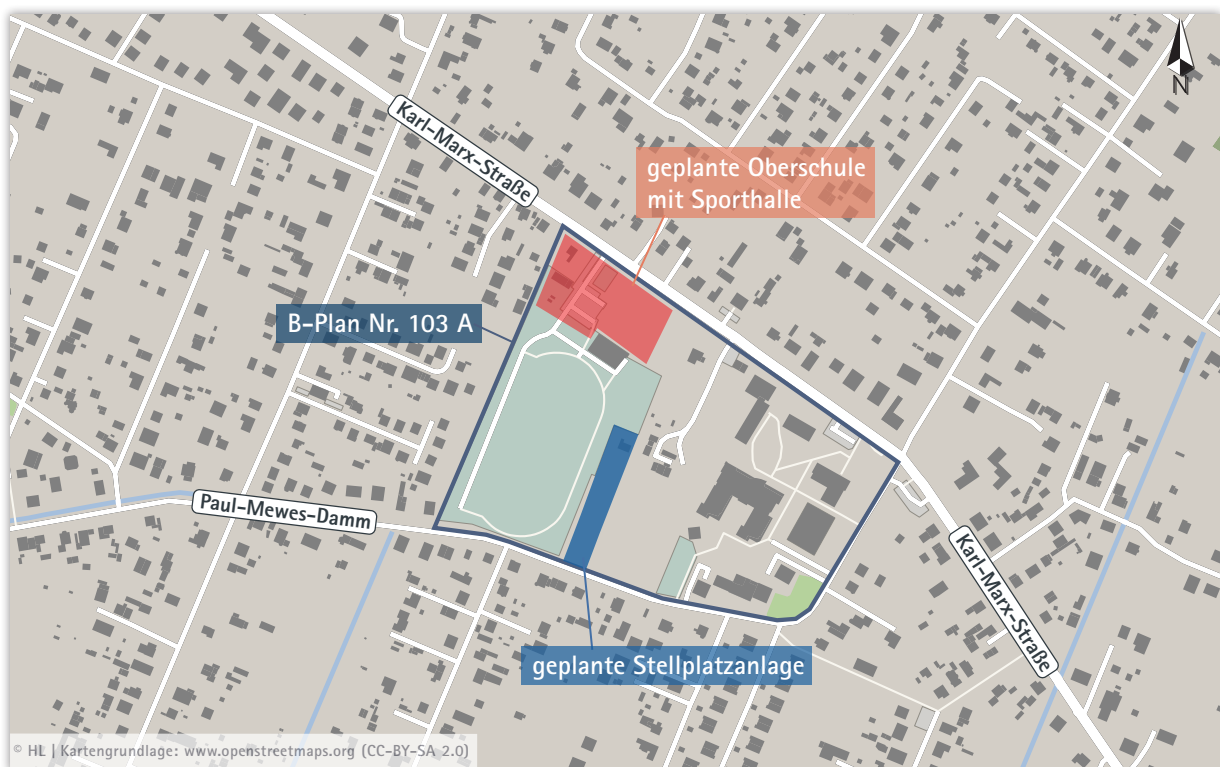 N
Karl-Marx-Straße
geplante Oberschule
mit Sporthalle
B-Plan Nr. 103 A
Paul-Mewes-Damm
Karl-Marx-Straße
geplante Stellplatzanlage
© HL | Kartengrundlage: www.openstreetmaps.org (CC-BY-SA 2.0)